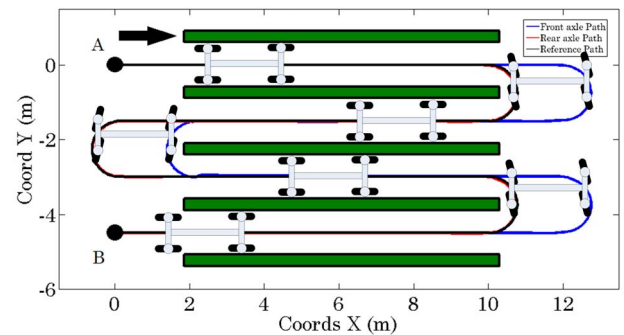 A
Front axle Path
Rear axle Path
Reference Path
0
-2
-4
-6
Coord Y (m)
B
0
2
4
6
8
10
12
Coords X (m)